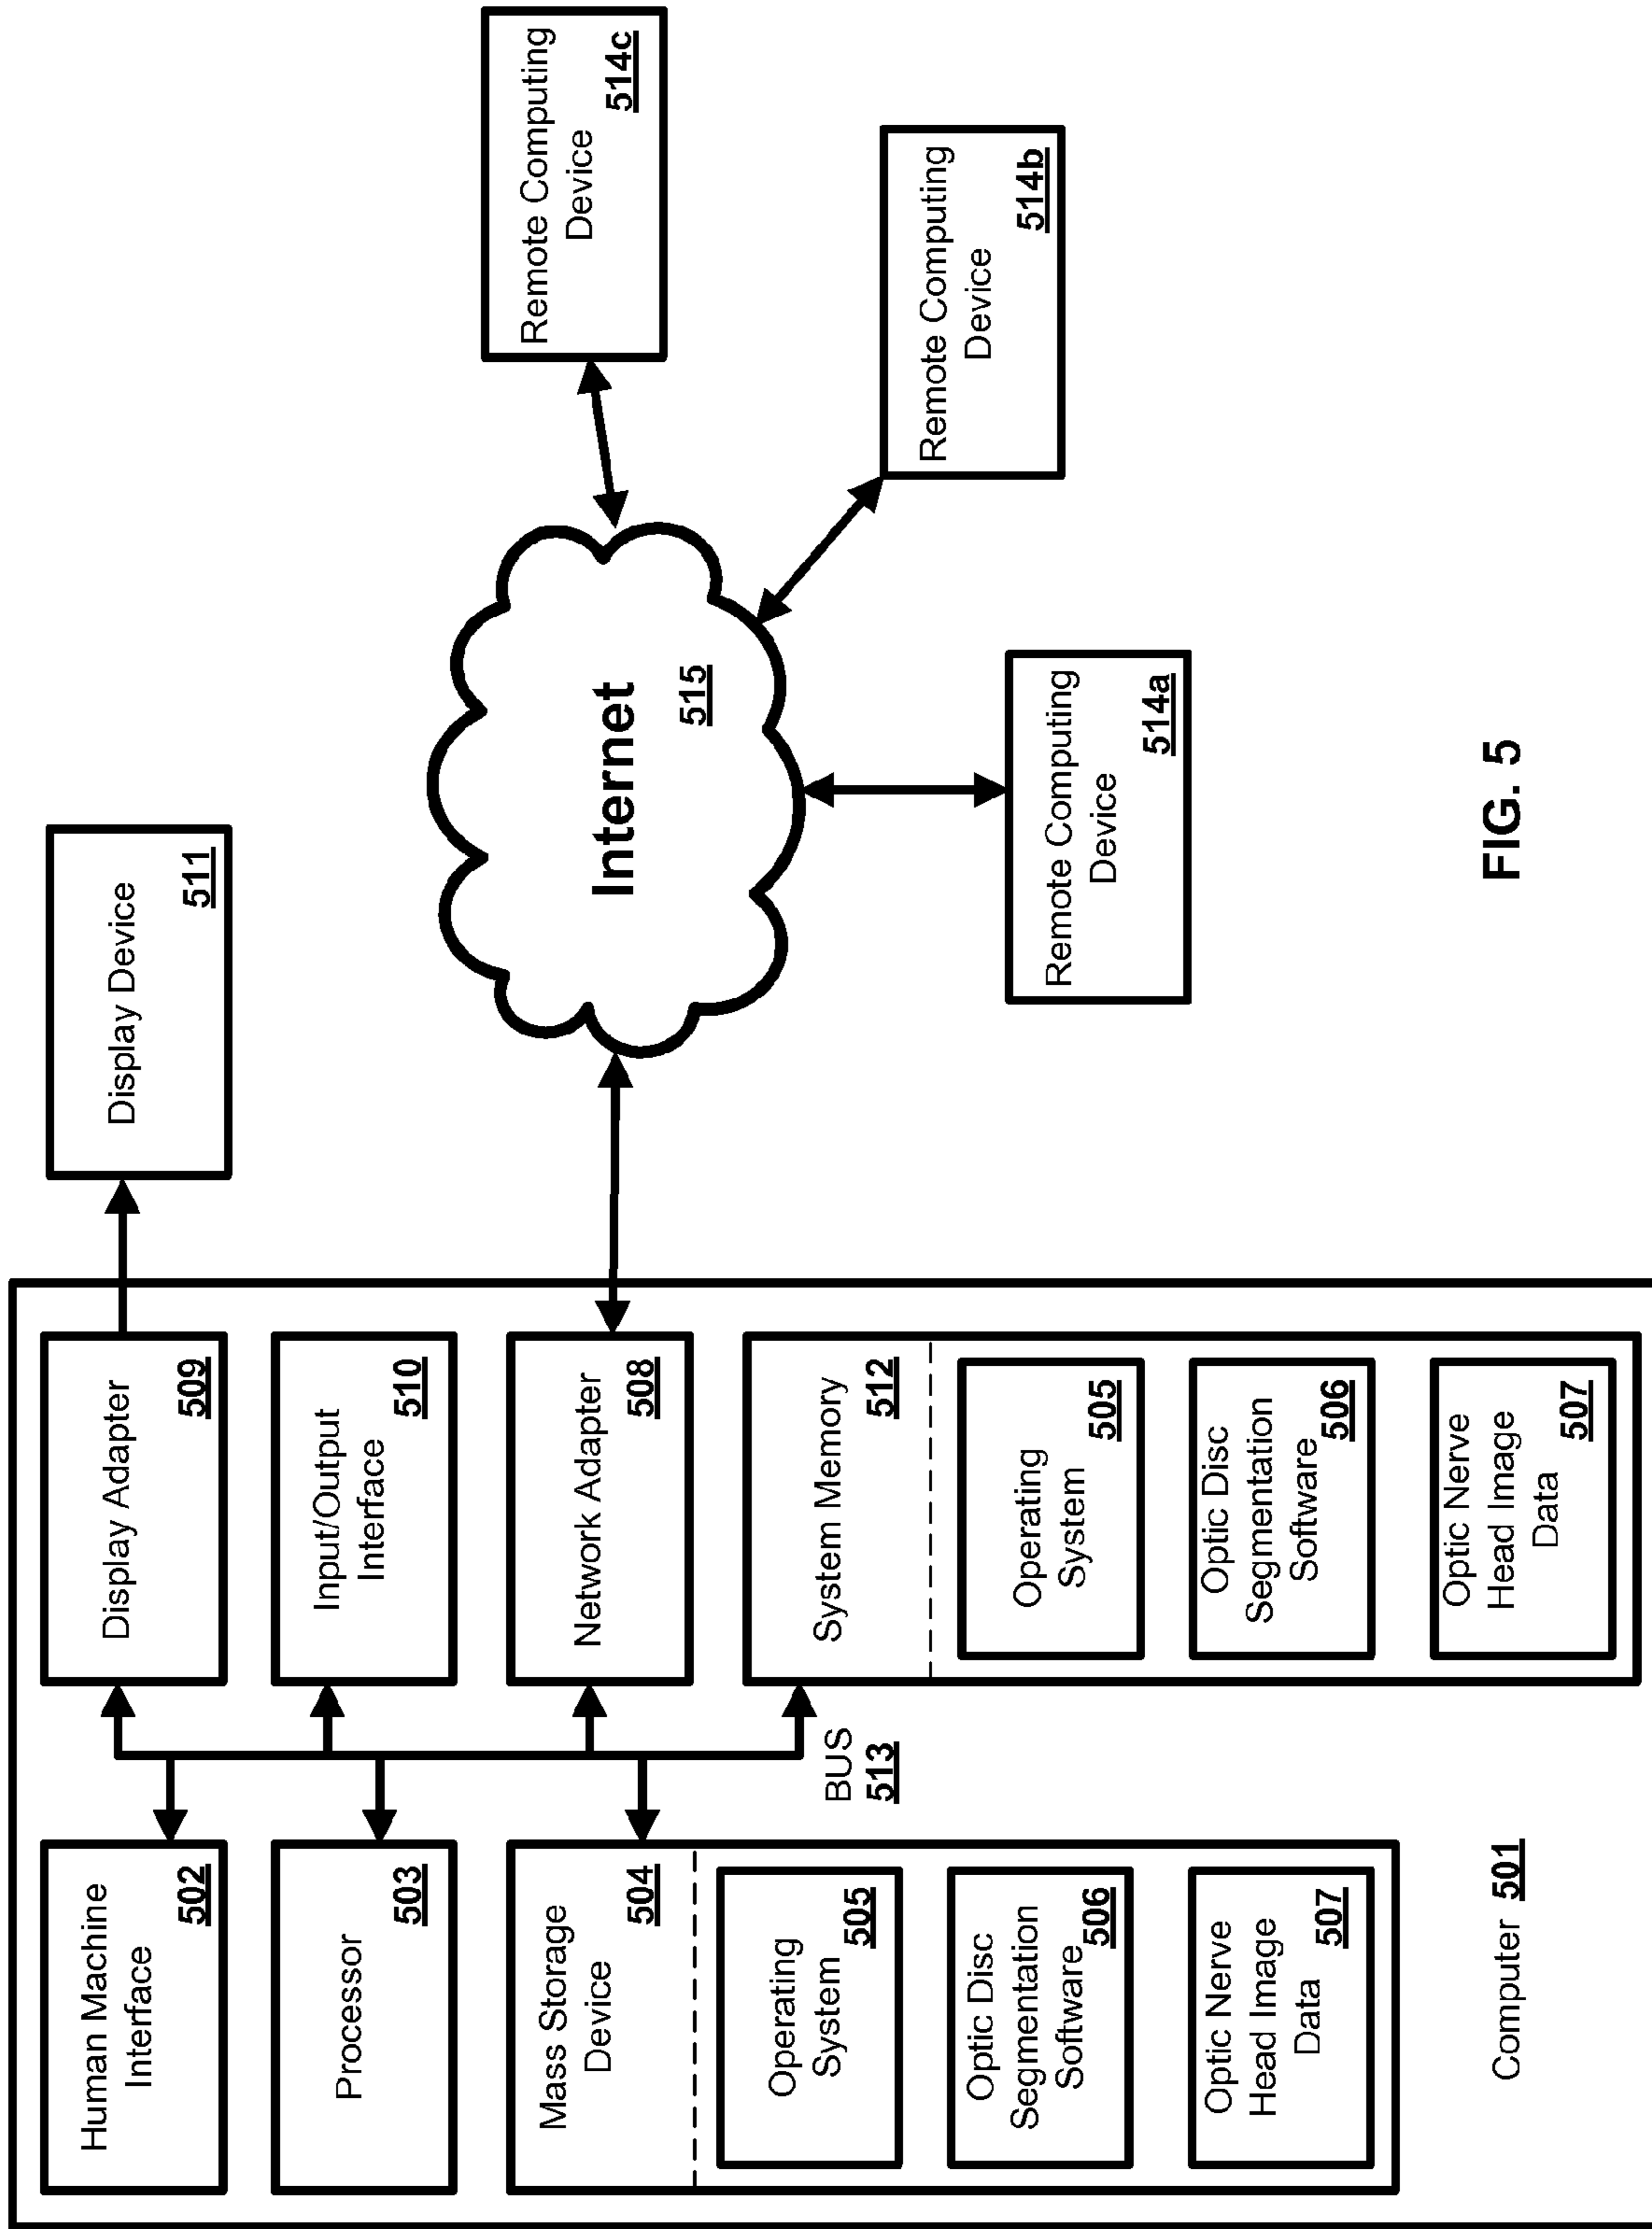 Human Machine
Interface
502
Processor
503
Mass Storage
Device
504
Operating
System
505
Optic Disc
Segmentation
Software
506
Optic Nerve
Head Image
Data
507
Computer 501
BUS
513
Display Adapter
509
Input/Output
Interface
510
Network Adapter
508
System Memory
512
Operating
System
505
Optic Disc
Segmentation
Software
506
Optic Nerve
Head Image
Data
507
Display Device
511
Internet
515
Remote Computing
Device
514a
Remote Computing
Device
514b
Remote Computing
Device
514c
FIG. 5